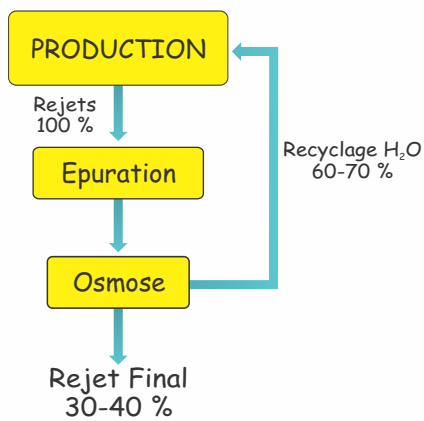 PRODUCTION
Rejets
100 %
Recyclage H₂O
60-70 %
Epuration
Osmose
Rejet Final
30-40 %